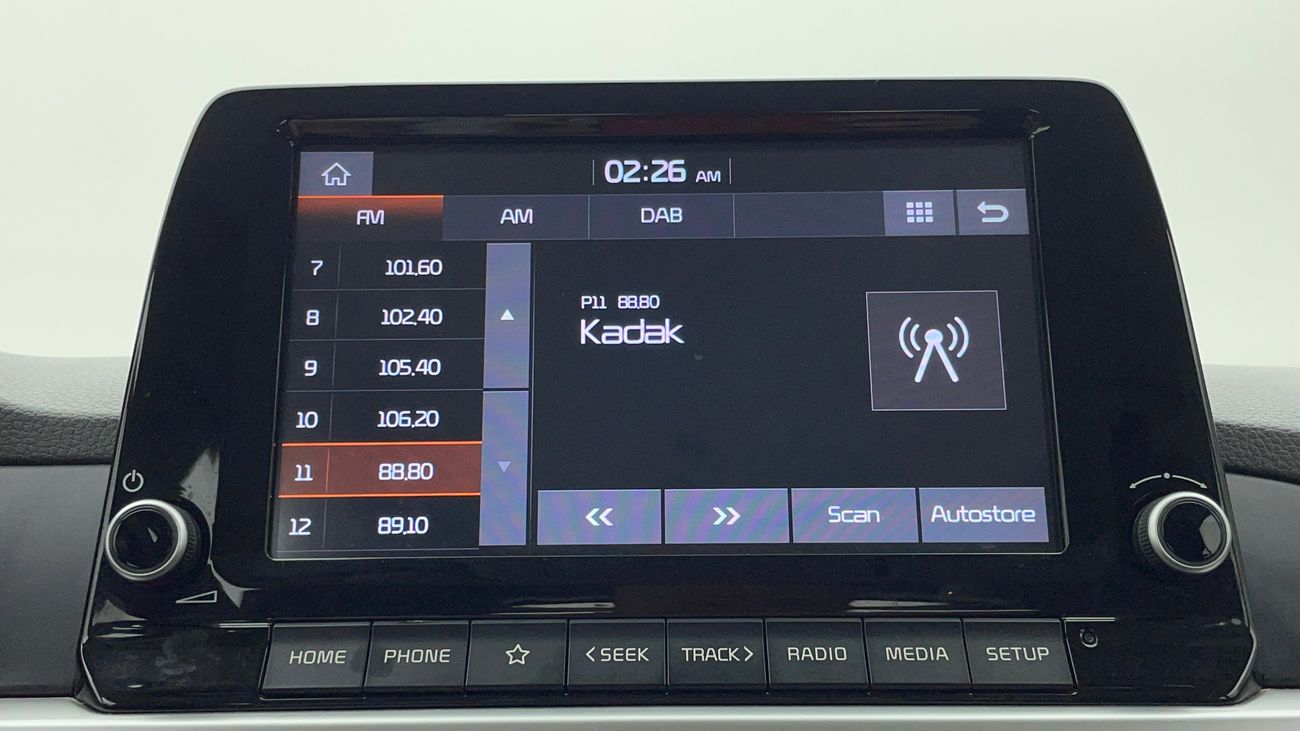 02:26 AM
FM AM DAB
7 101.60
8 102.40
9 105.40
10 106.20
11 88.80
12 89.10
P11 88.80
Kadak
Scan Autostore
HOME PHONE <SEEK TRACK> RADIO MEDIA SETUP